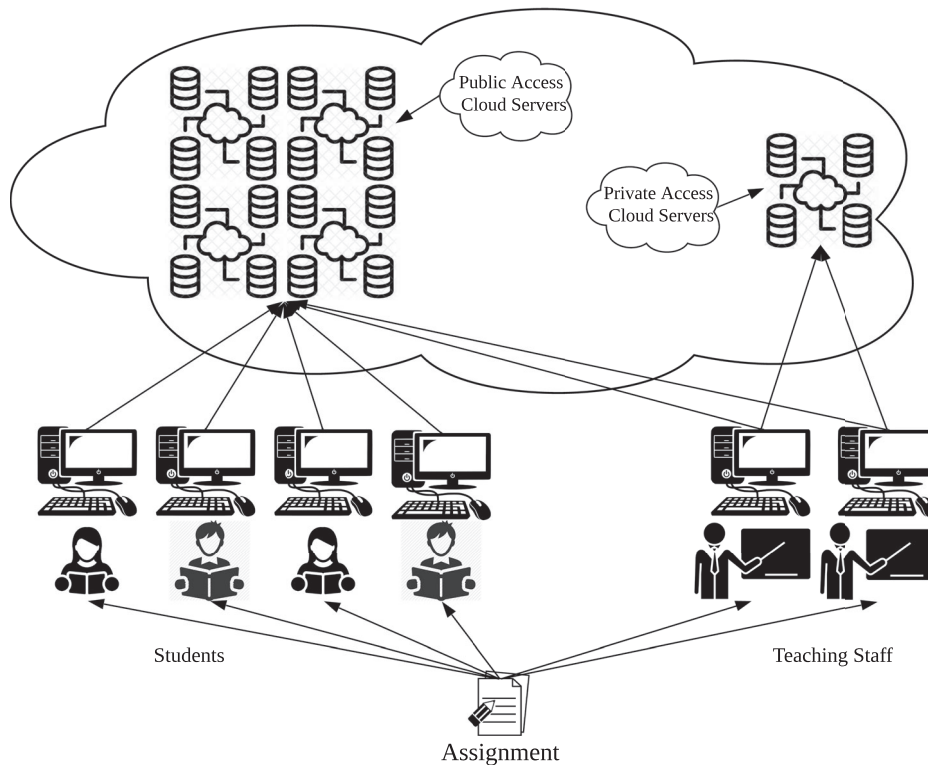 Public Access
Cloud Servers
Private Access
Cloud Servers
Students
Teaching Staff
Assignment